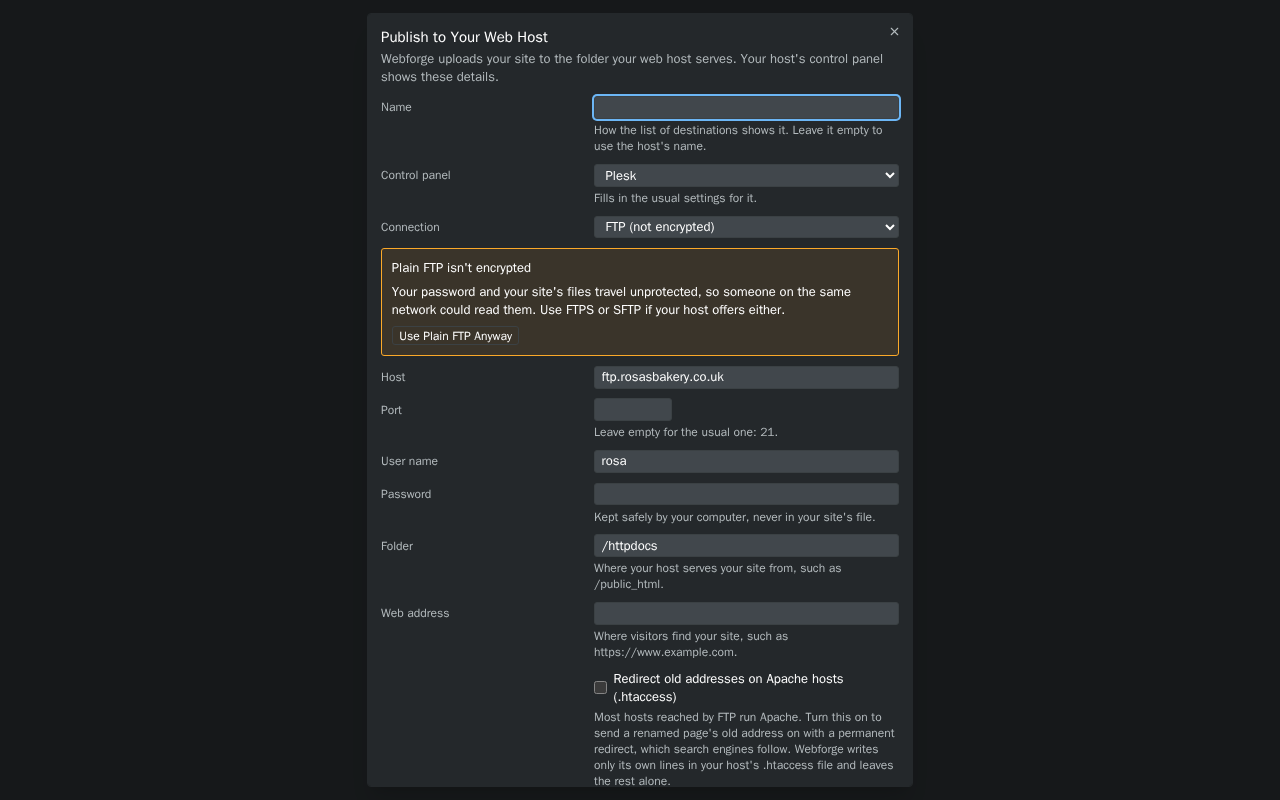 Publish to Your Web Host
×
Webforge uploads your site to the folder your web host serves. Your host's control panel
shows these details.
Name
How the list of destinations shows it. Leave it empty to
use the host's name.
Control panel
Plesk
Fills in the usual settings for it.
Connection
FTP (not encrypted)
Plain FTP isn't encrypted
Your password and your site's files travel unprotected, so someone on the same
network could read them. Use FTPS or SFTP if your host offers either.
Use Plain FTP Anyway
Host
ftp.rosasbakery.co.uk
Port
Leave empty for the usual one: 21.
User name
rosa
Password
Kept safely by your computer, never in your site's file.
Folder
/httpdocs
Where your host serves your site from, such as
/public_html.
Web address
Where visitors find your site, such as
https://www.example.com.
Redirect old addresses on Apache hosts
(.htaccess)
Most hosts reached by FTP run Apache. Turn this on to
send a renamed page's old address on with a permanent
redirect, which search engines follow. Webforge writes
only its own lines in your host's .htaccess file and leaves
the rest alone.